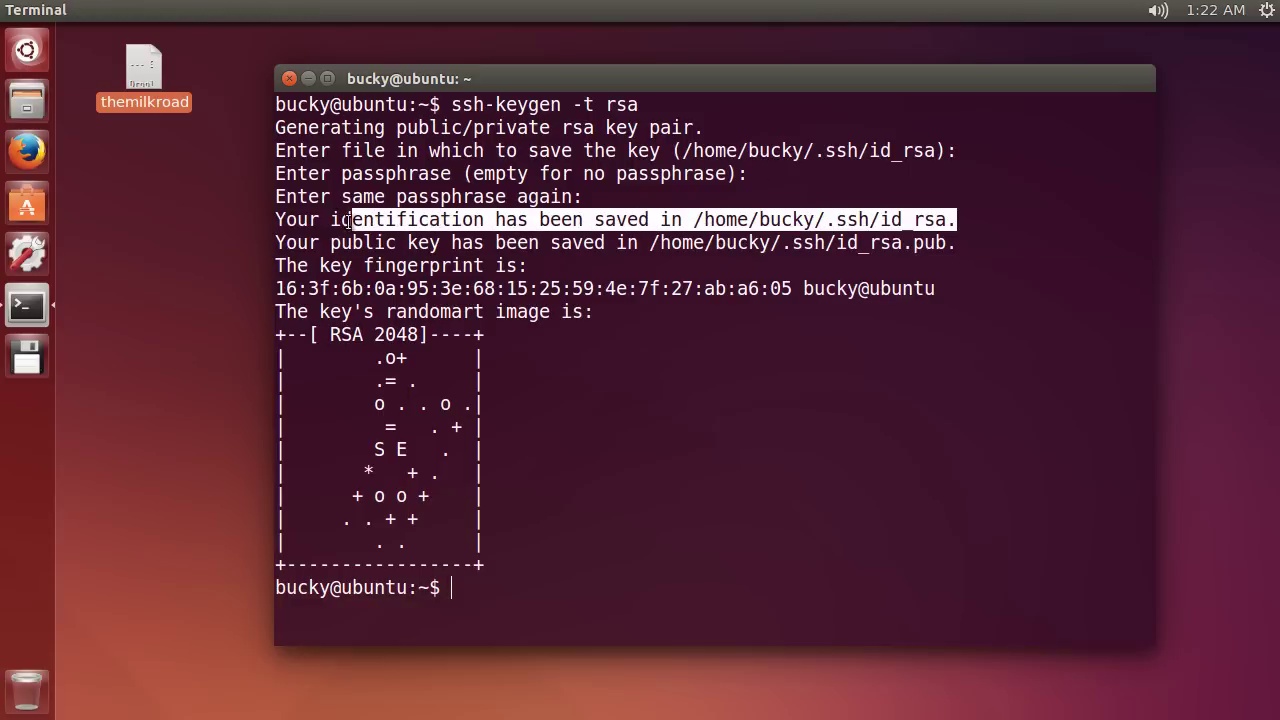 Terminal
1:22 AM
themilkroad
bucky@ubuntu: ~
bucky@ubuntu:~$ ssh-keygen -t rsa
Generating public/private rsa key pair.
Enter file in which to save the key (/home/bucky/.ssh/id_rsa):
Enter passphrase (empty for no passphrase):
Enter same passphrase again:
Your identification has been saved in /home/bucky/.ssh/id_rsa.
Your public key has been saved in /home/bucky/.ssh/id_rsa.pub.
The key fingerprint is:
16:3f:6b:0a:95:3e:68:15:25:59:4e:7f:27:ab:a6:05 bucky@ubuntu
The key's randomart image is:
+--[ RSA 2048]----+
|        .o+      |
|        .= .     |
|        o . . o .|
|         =   . + |
|        S E   .  |
|       *   + .   |
|      + o o +    |
|     . . + +     |
|        . .      |
+-----------------+
bucky@ubuntu:~$